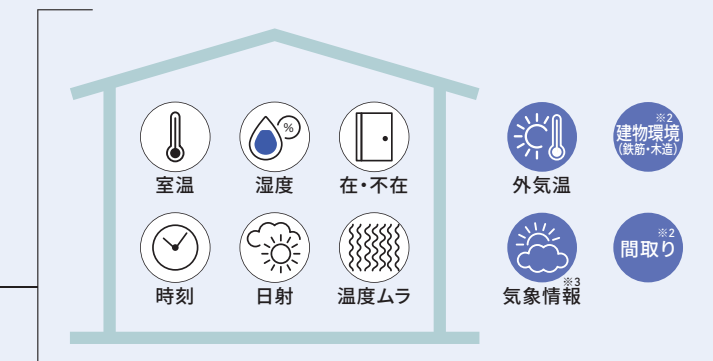 %
室温
湿度
在・不在
外気温
※2
建物環境
(鉄筋・木造)
時刻
日射
温度ムラ
※3
気象情報
※2
間取り